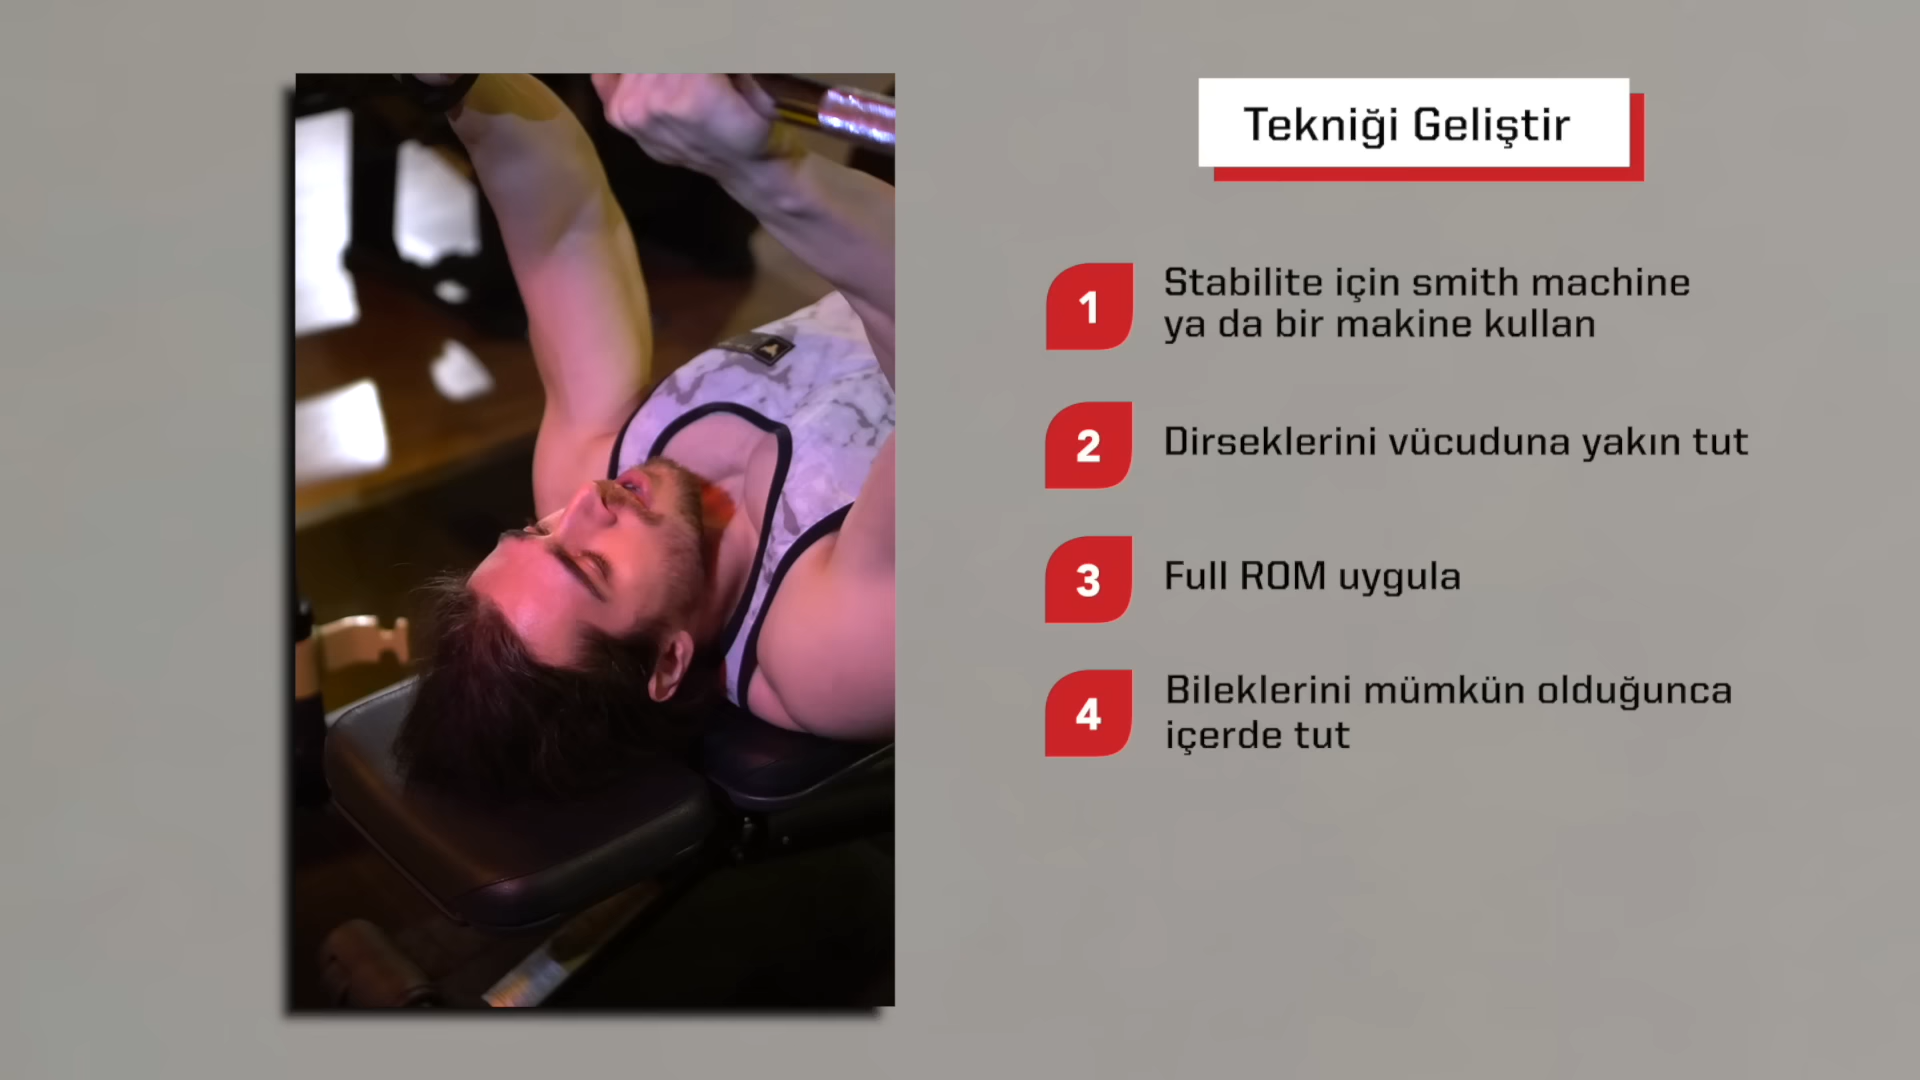 Tekniği Geliştir
1
Stabilite için smith machine
ya da bir makine kullan
2
Dirseklerini vücuduna yakın tut
3
Full ROM uygula
4
Bileklerini mümkün olduğunca
içerde tut